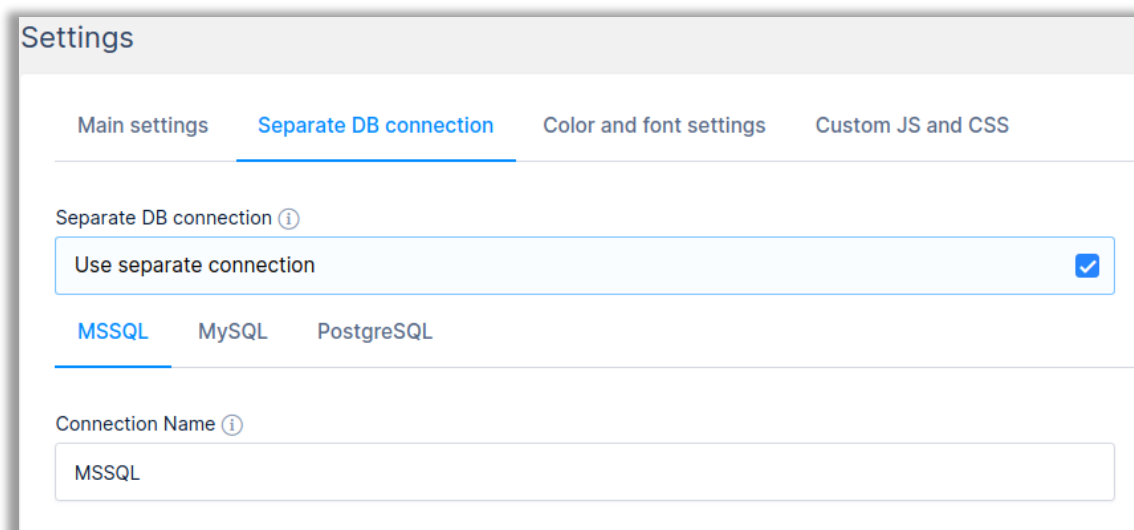 Settings
Main settings Separate DB connection Color and font settings Custom JS and CSS
Separate DB connection
Use separate connection
MSSQL MySQL PostgreSQL
Connection Name
MSSQL